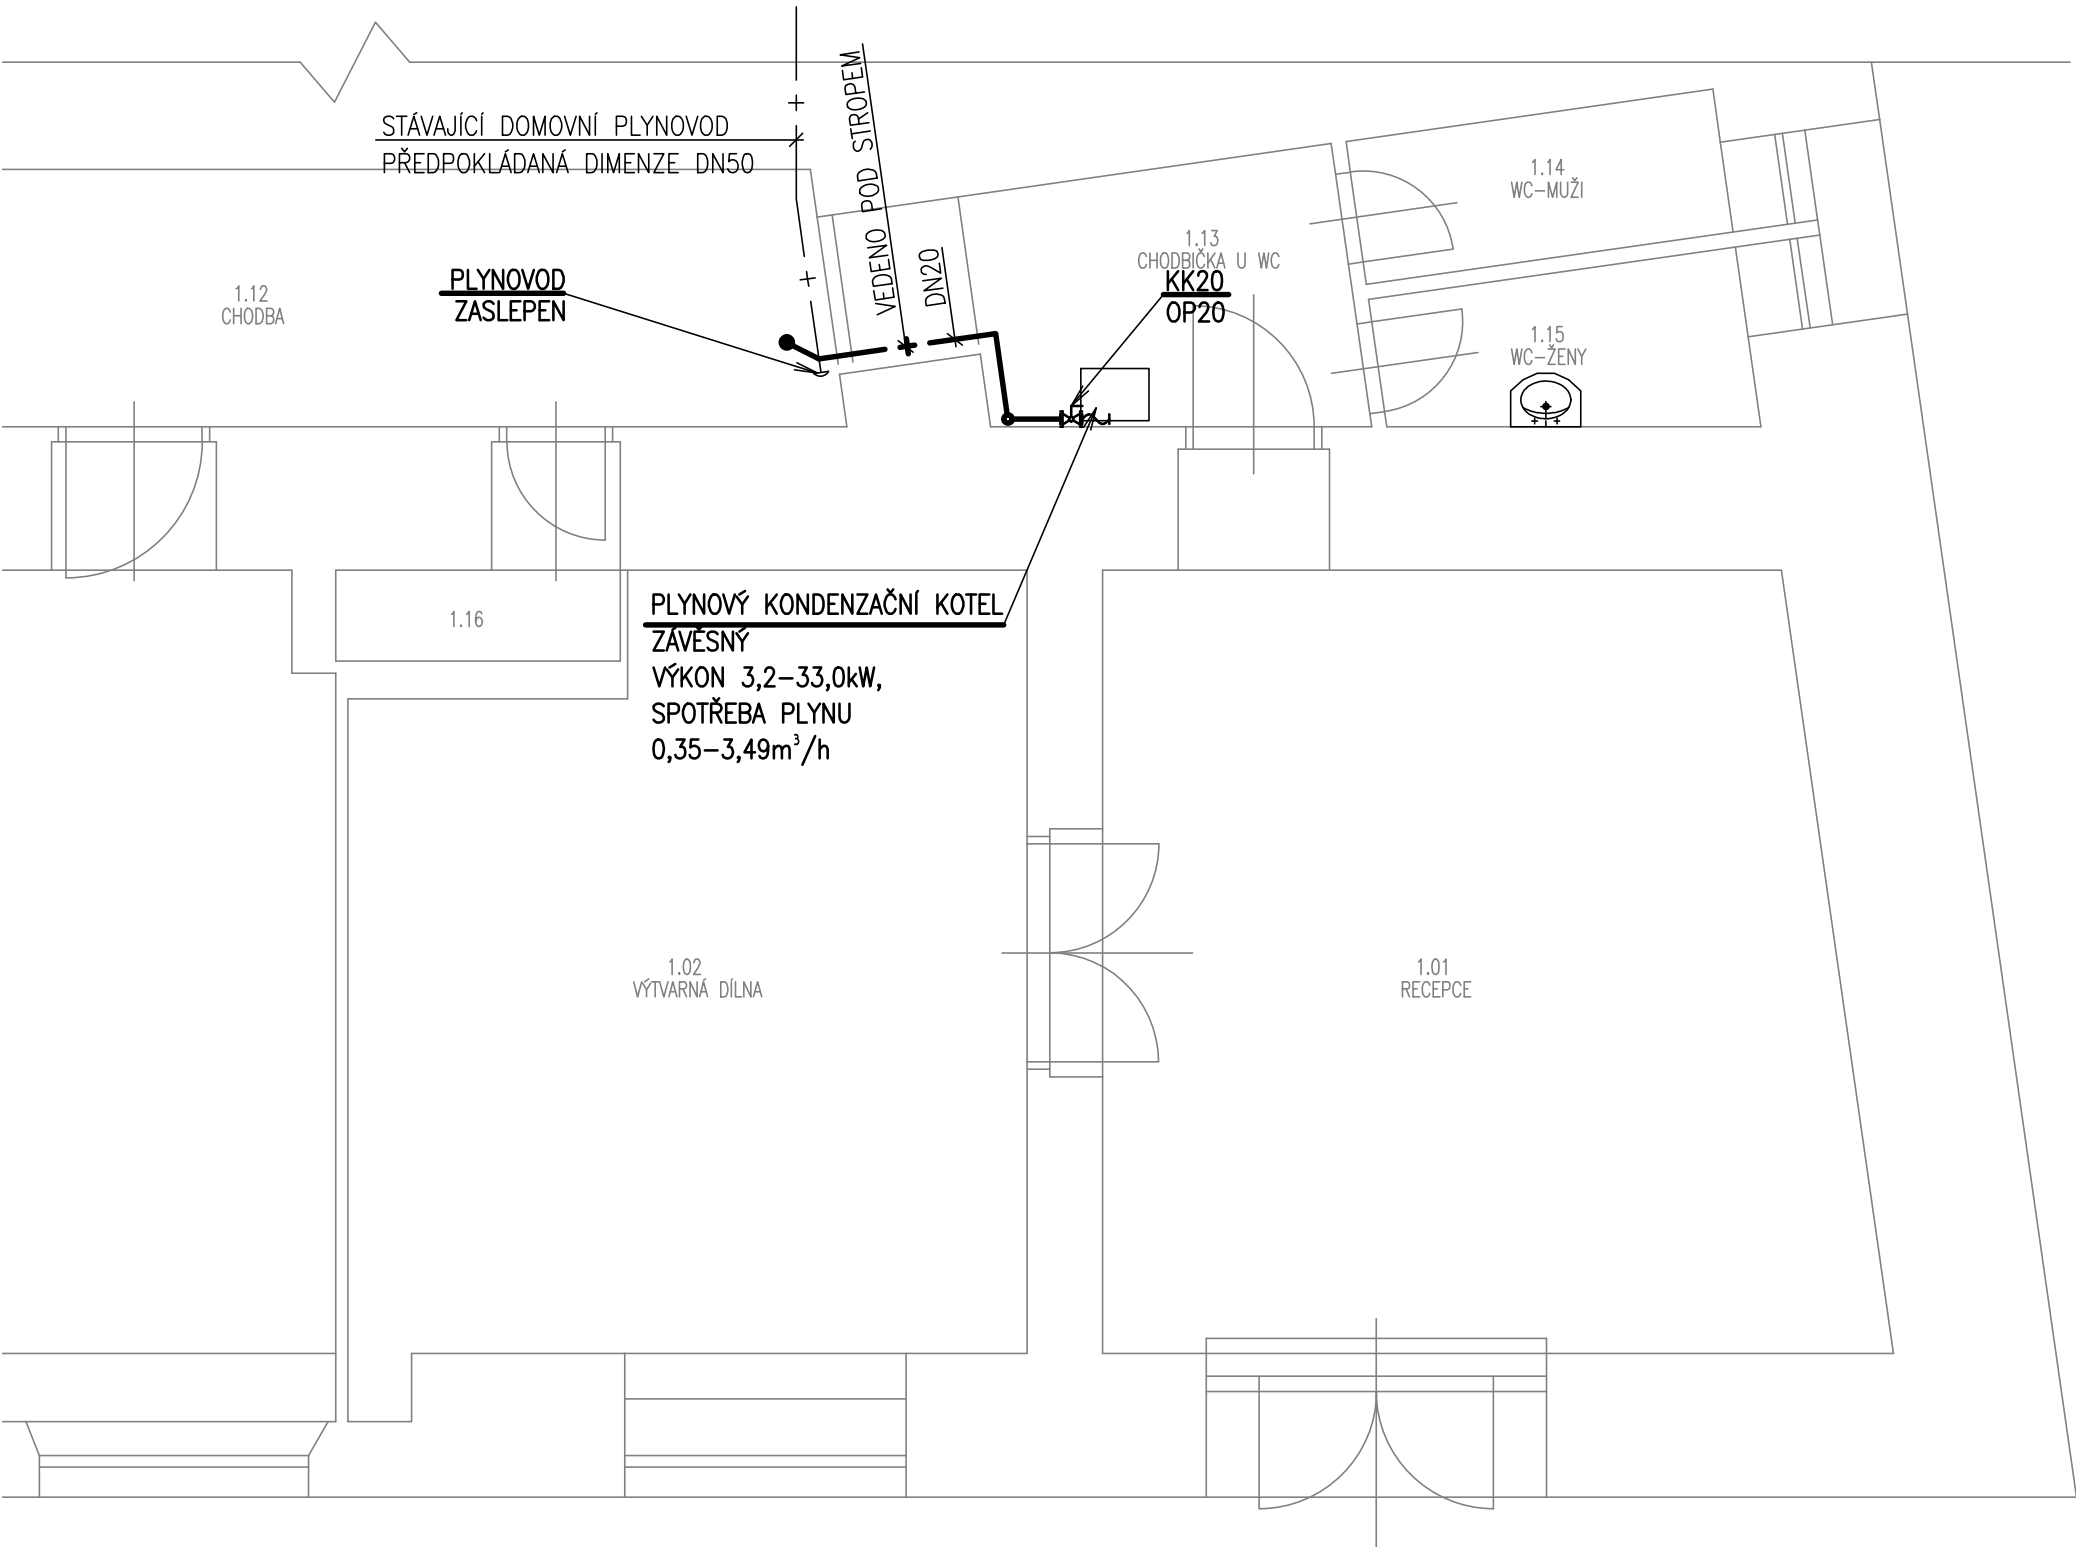 STÁVAJÍCÍ DOMOVNÍ PLYNOVOD
PŘEDPOKLÁDANÁ DIMENZE DN50
VEDENO POD STROPEM
DN20
1.14
WC-MUŽI
1.13
CHODBIČKA U WC
KK20
OP20
PLYNOVOD
ZASLEPEN
1.12
CHODBA
1.15
WC-ŽENY
PLYNOVÝ KONDENZAČNÍ KOTEL
ZÁVĚSNÝ
VÝKON 3,2-33,0kW,
SPOTŘEBA PLYNU
0,35-3,49m³/h
1.16
1.02
VÝTVARNÁ DÍLNA
1.01
RECEPCE